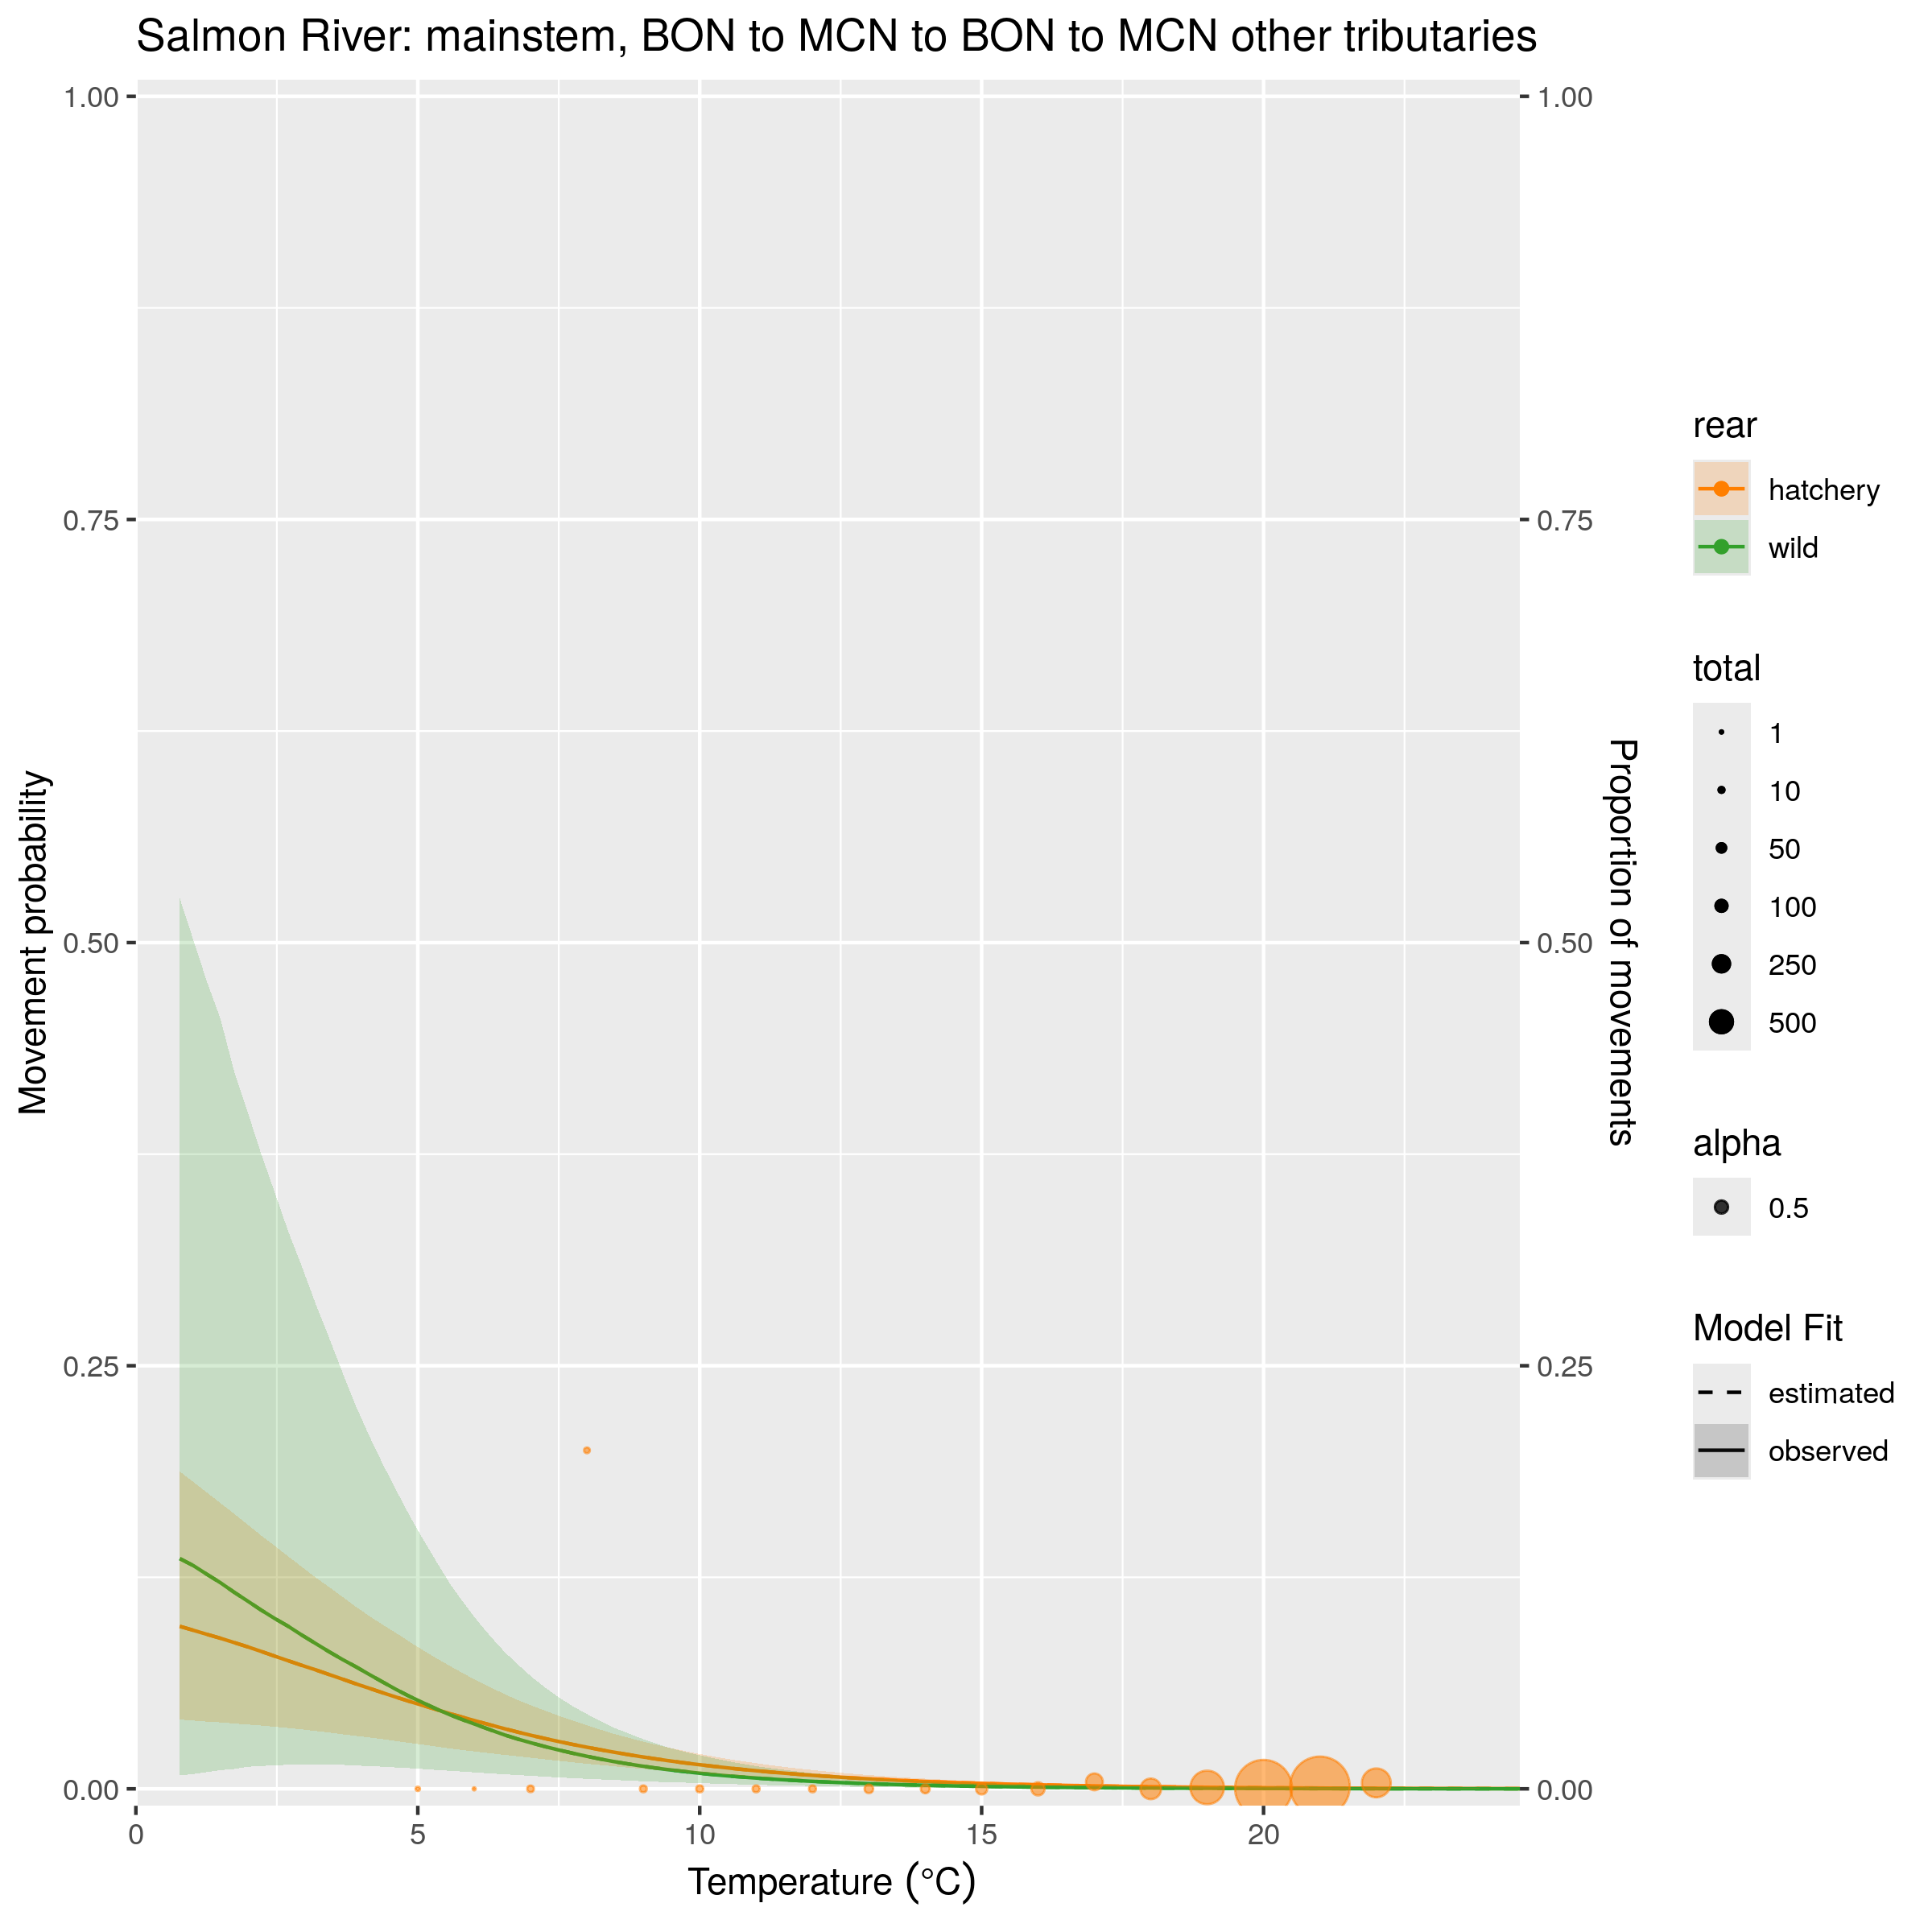 Salmon River: mainstem, BON to MCN to BON to MCN other tributaries
Movement probability
1.00
0.75
0.50
0.25
0.00
0
5
10
15
20
Temperature (°C)
1.00
0.75
0.50
0.25
0.00
Proportion of movements
rear
hatchery
wild
total
1
10
50
100
250
500
alpha
0.5
Model Fit
estimated
observed